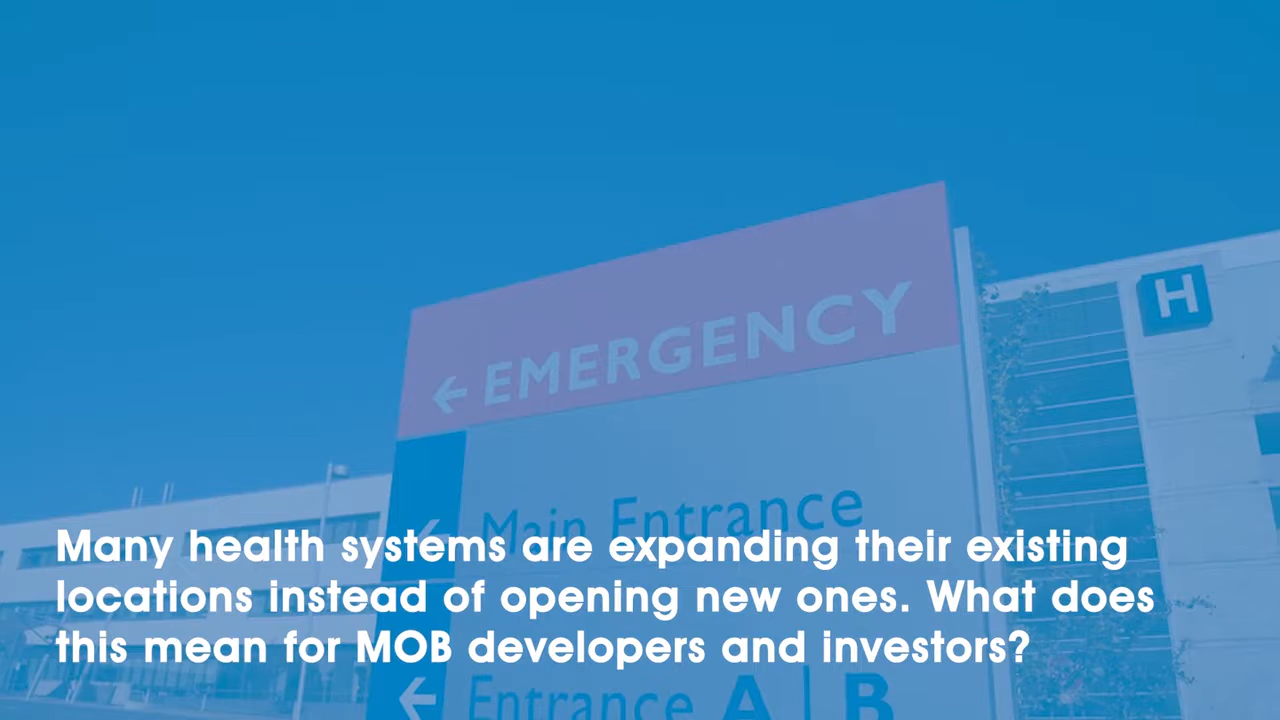 ← EMERGENCY
H
← Main Entrance
Many health systems are expanding their existing
locations instead of opening new ones. What does
this mean for MOB developers and investors?
← Entrance A | B